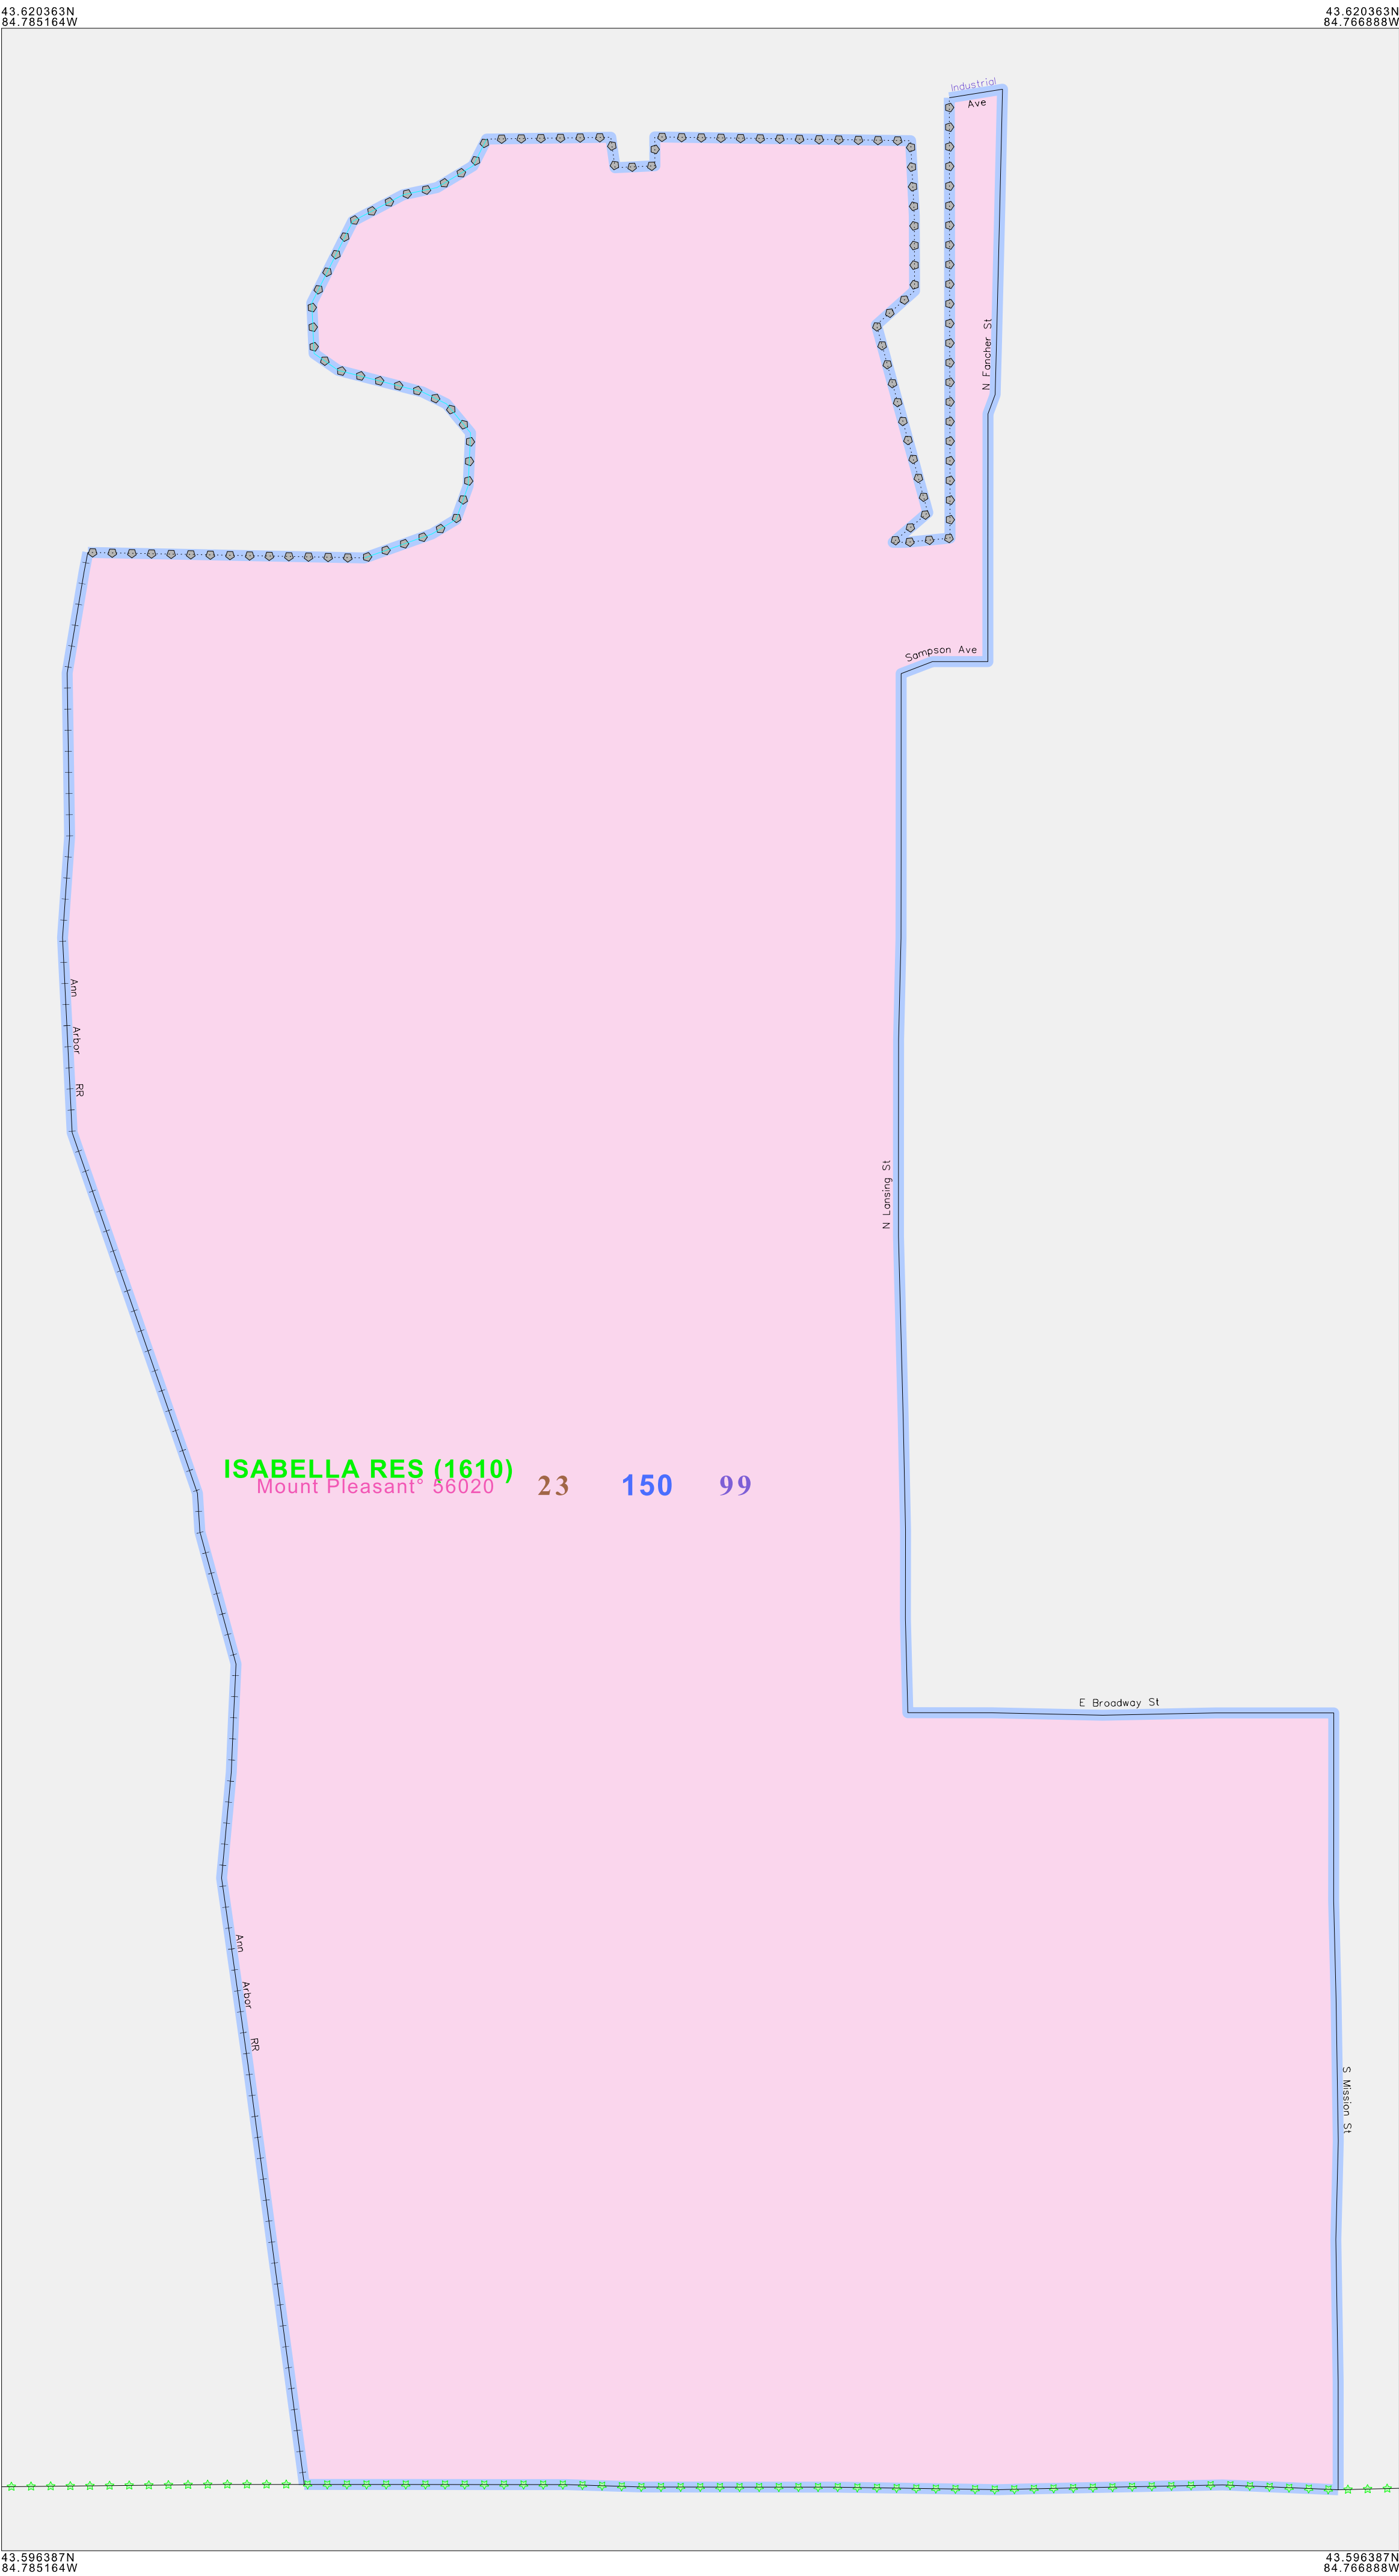 43.620363N
84.785164W
43.620363N
84.766888W
Industrial
Ave
N Fancher St
Sampson Ave
Ann Arbor RR
N Lansing St
ISABELLA RES (1610)
Mount Pleasant° 56020
23
150
99
E Broadway St
Ann Arbor RR
S Mission St
43.596387N
84.785164W
43.596387N
84.766888W